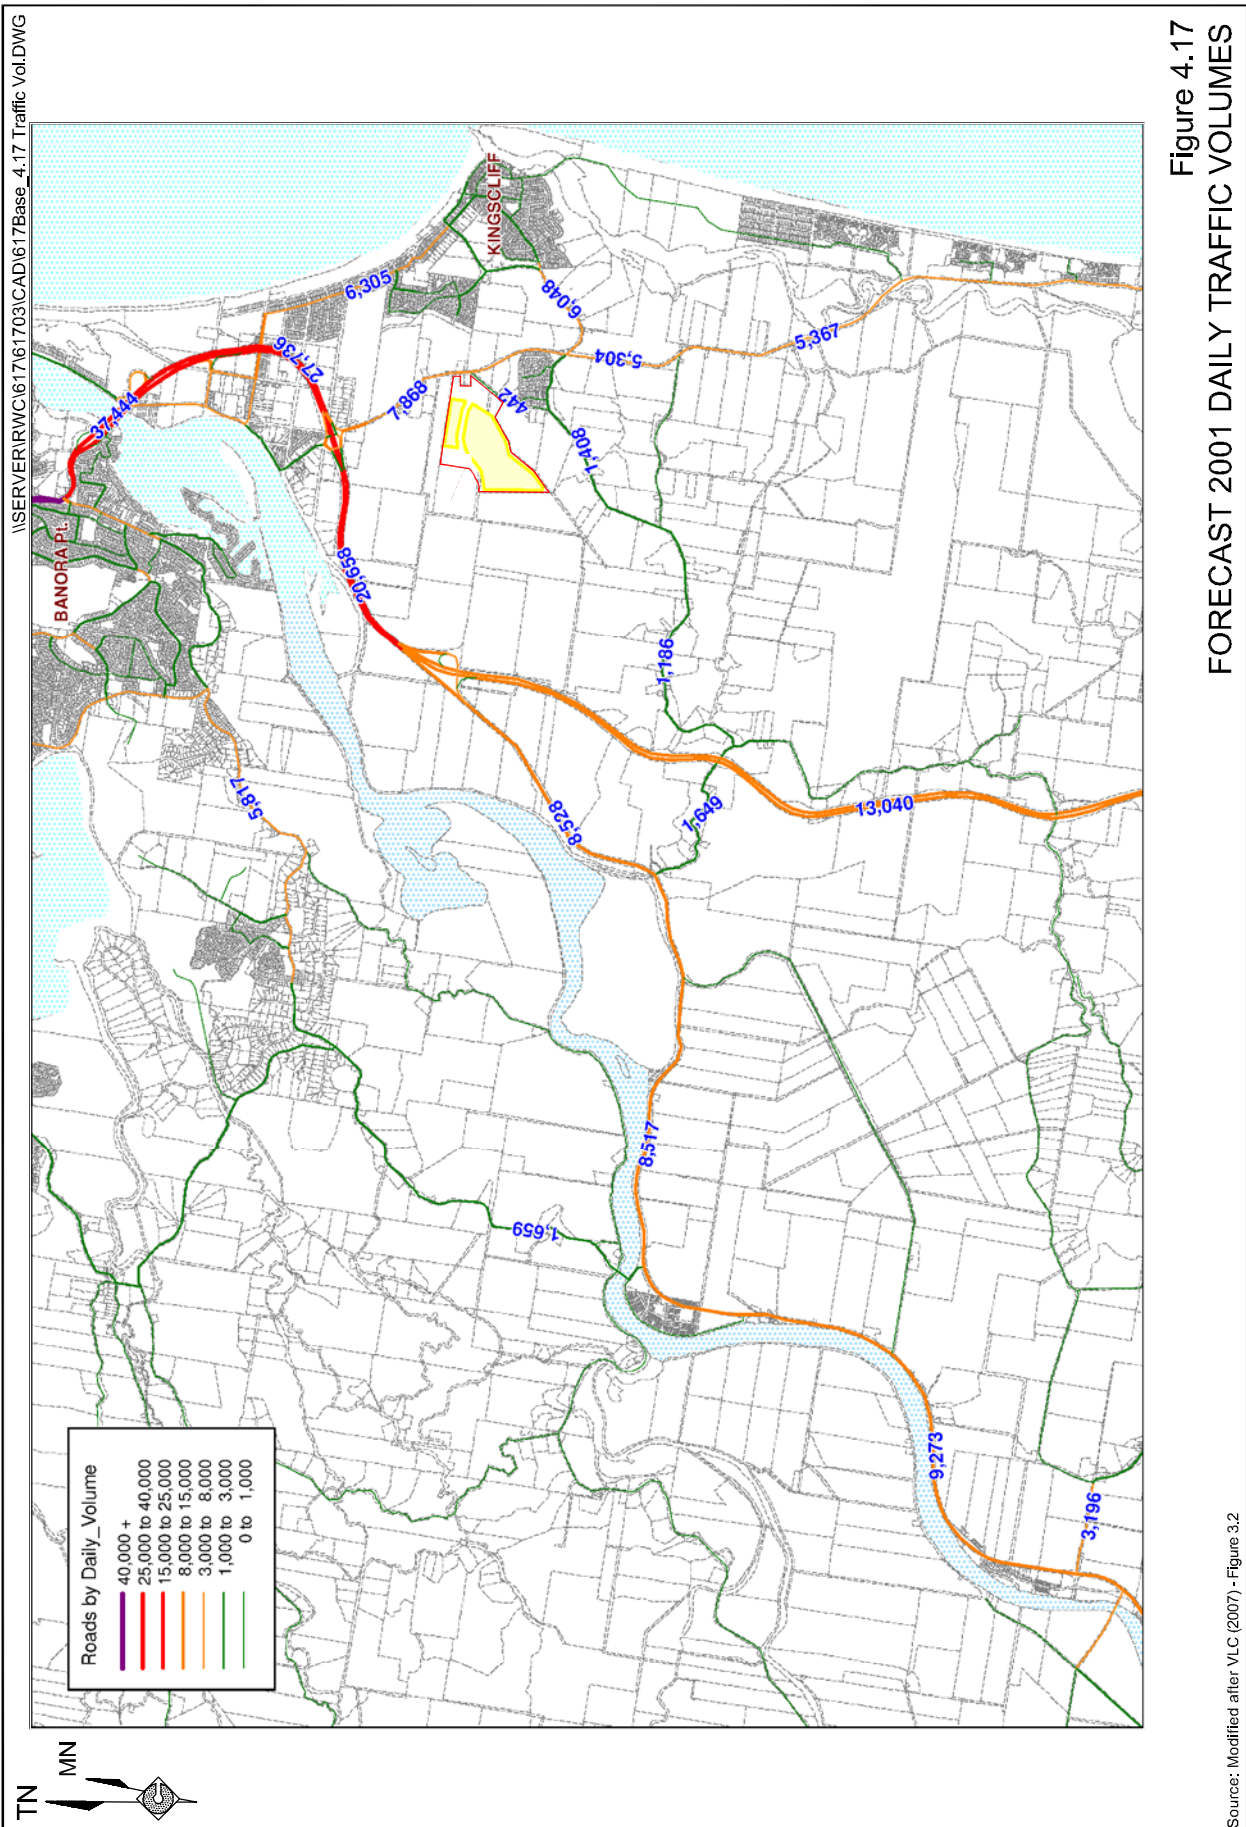 \\SERVERRWC\617\61703\CAD\617Base_4.17 Traffic Vol.DWG
TN
MN
BANORA Pt.
KINGSCLIFF
37,444
27,736
6,305
6,048
7,868
442
5,304
5,367
1,408
20,658
1,186
5,817
8,528
1,649
13,040
8,517
1,659
9,273
3,196
Roads by Daily_Volume
40,000 +
25,000 to 40,000
15,000 to 25,000
8,000 to 15,000
3,000 to 8,000
1,000 to 3,000
0 to 1,000
Figure 4.17
FORECAST 2001 DAILY TRAFFIC VOLUMES
Source: Modified after VLC (2007) - Figure 3.2